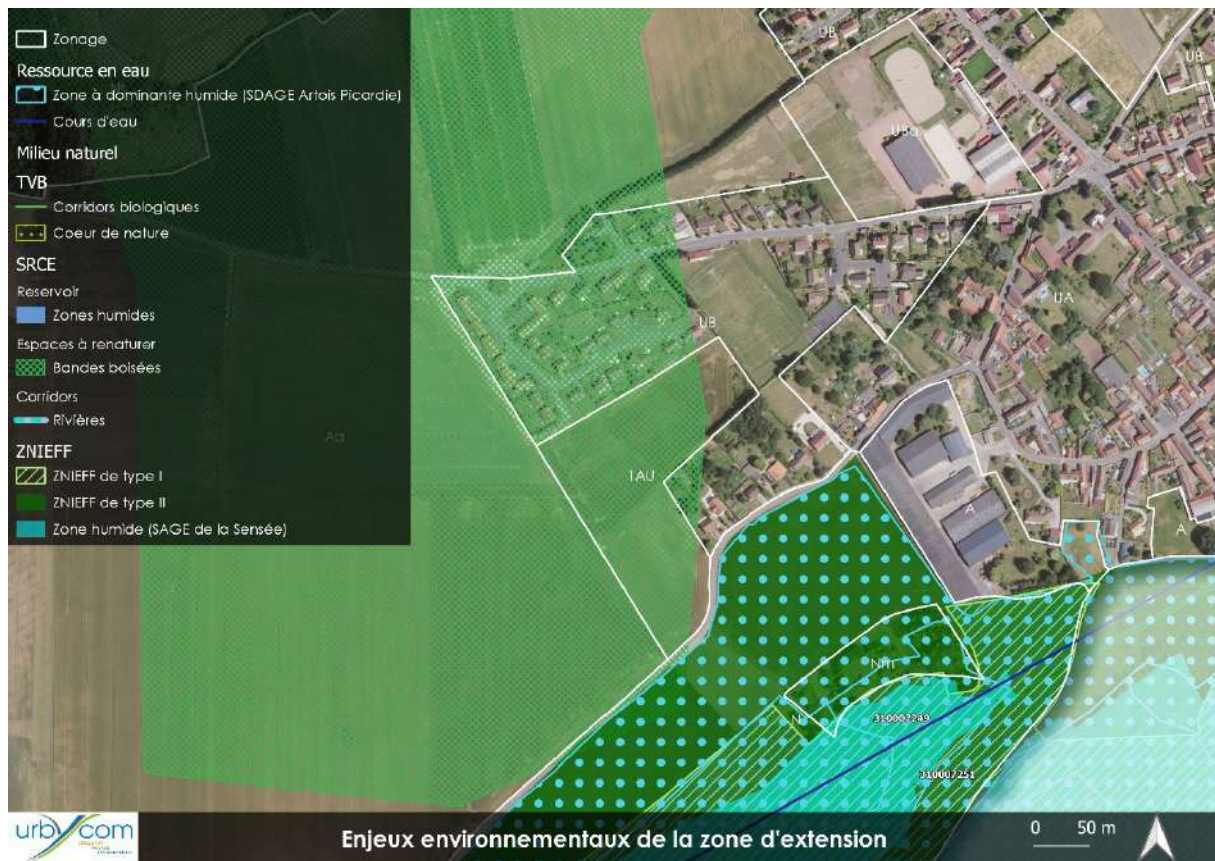 Zonage
Ressource en eau
Zone à dominante humide (SDAGE Artois Picardie)
Cours d'eau
Milieu naturel
TVB
Corridors biologiques
Coeur de nature
SRCE
Reservoir
Zones humides
Espaces à renaturer
Bandes boisées
Corridors
Rivières
ZNIEFF
ZNIEFF de type I
ZNIEFF de type II
Zone humide (SAGE de la Sensée)
UB
UB
UBa
UA
UB
Aa
1AU
A
A
Nm
N
310007249
310007251
urbycom
Enjeux environnementaux de la zone d'extension
0 50 m